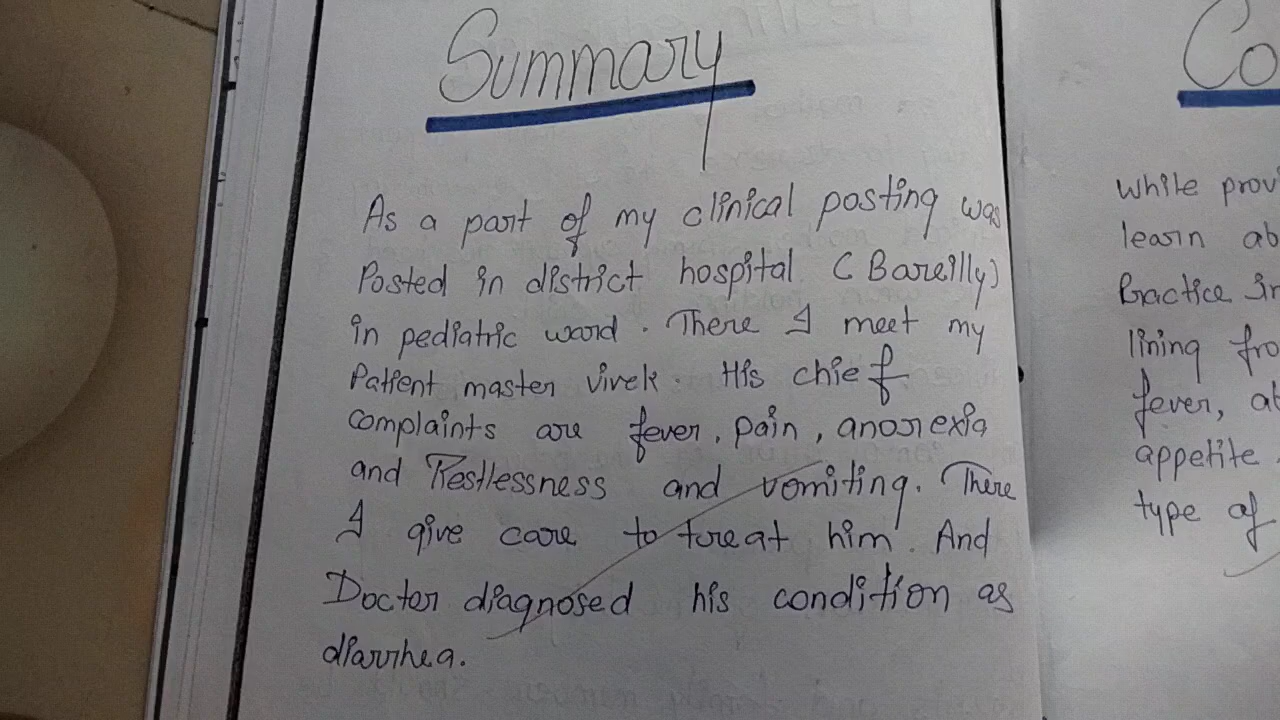 Summary
As a part of my clinical posting was
Posted in district hospital (Bareilly)
in pediatric ward. There I meet my
Patient master vivek. His chief
complaints are fever, pain, anorexia
and Restlessness and vomiting. There
I give care to treat him. And
Doctor diagnosed his condition as
diarrhea.
Co
While prov
learn ab
Practice in
lining fro
fever, ab
appetite
type of